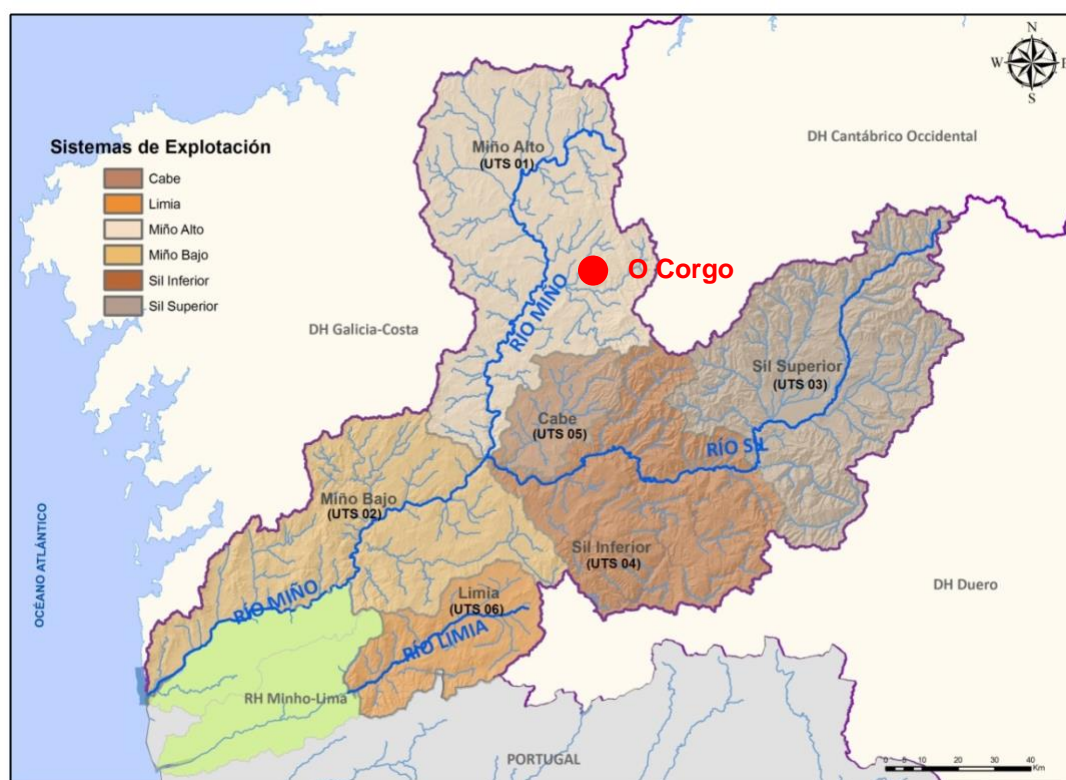 N
W
E
S
DH Cantábrico Occidental
Sistemas de Explotación
Cabe
Limia
Miño Alto
Miño Bajo
Sil Inferior
Sil Superior
Miño Alto
(UTS 01)
O Corgo
RÍO MIÑO
DH Galicia-Costa
Sil Superior
(UTS 03)
Cabe
(UTS 05)
RÍO SIL
Miño Bajo
(UTS 02)
Sil Inferior
(UTS 04)
OCÉANO ATLÁNTICO
DH Duero
Limia
(UTS 06)
RÍO MIÑO
RÍO LIMIA
RH Minho-Lima
PORTUGAL
0 5 10 20 30 40
Km